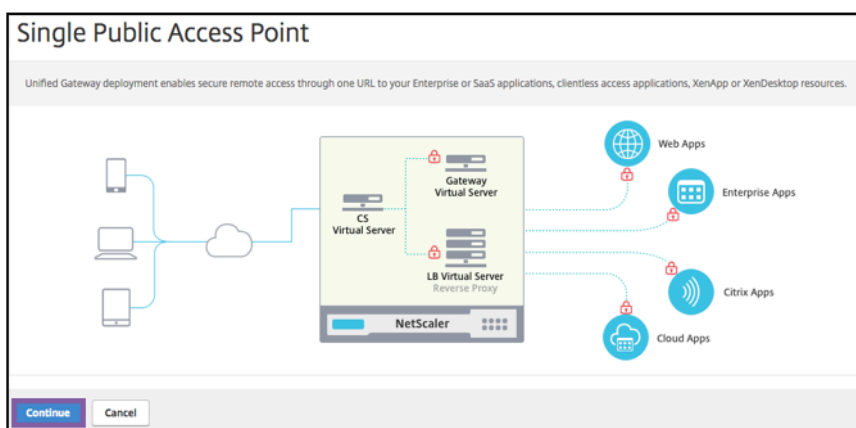 Single Public Access Point
Unified Gateway deployment enables secure remote access through one URL to your Enterprise or SaaS applications, clientless access applications, XenApp or XenDesktop resources.
Gateway
Virtual Server
CS
Virtual Server
LB Virtual Server
Reverse Proxy
NetScaler
Web Apps
Enterprise Apps
Citrix Apps
Cloud Apps
Continue
Cancel